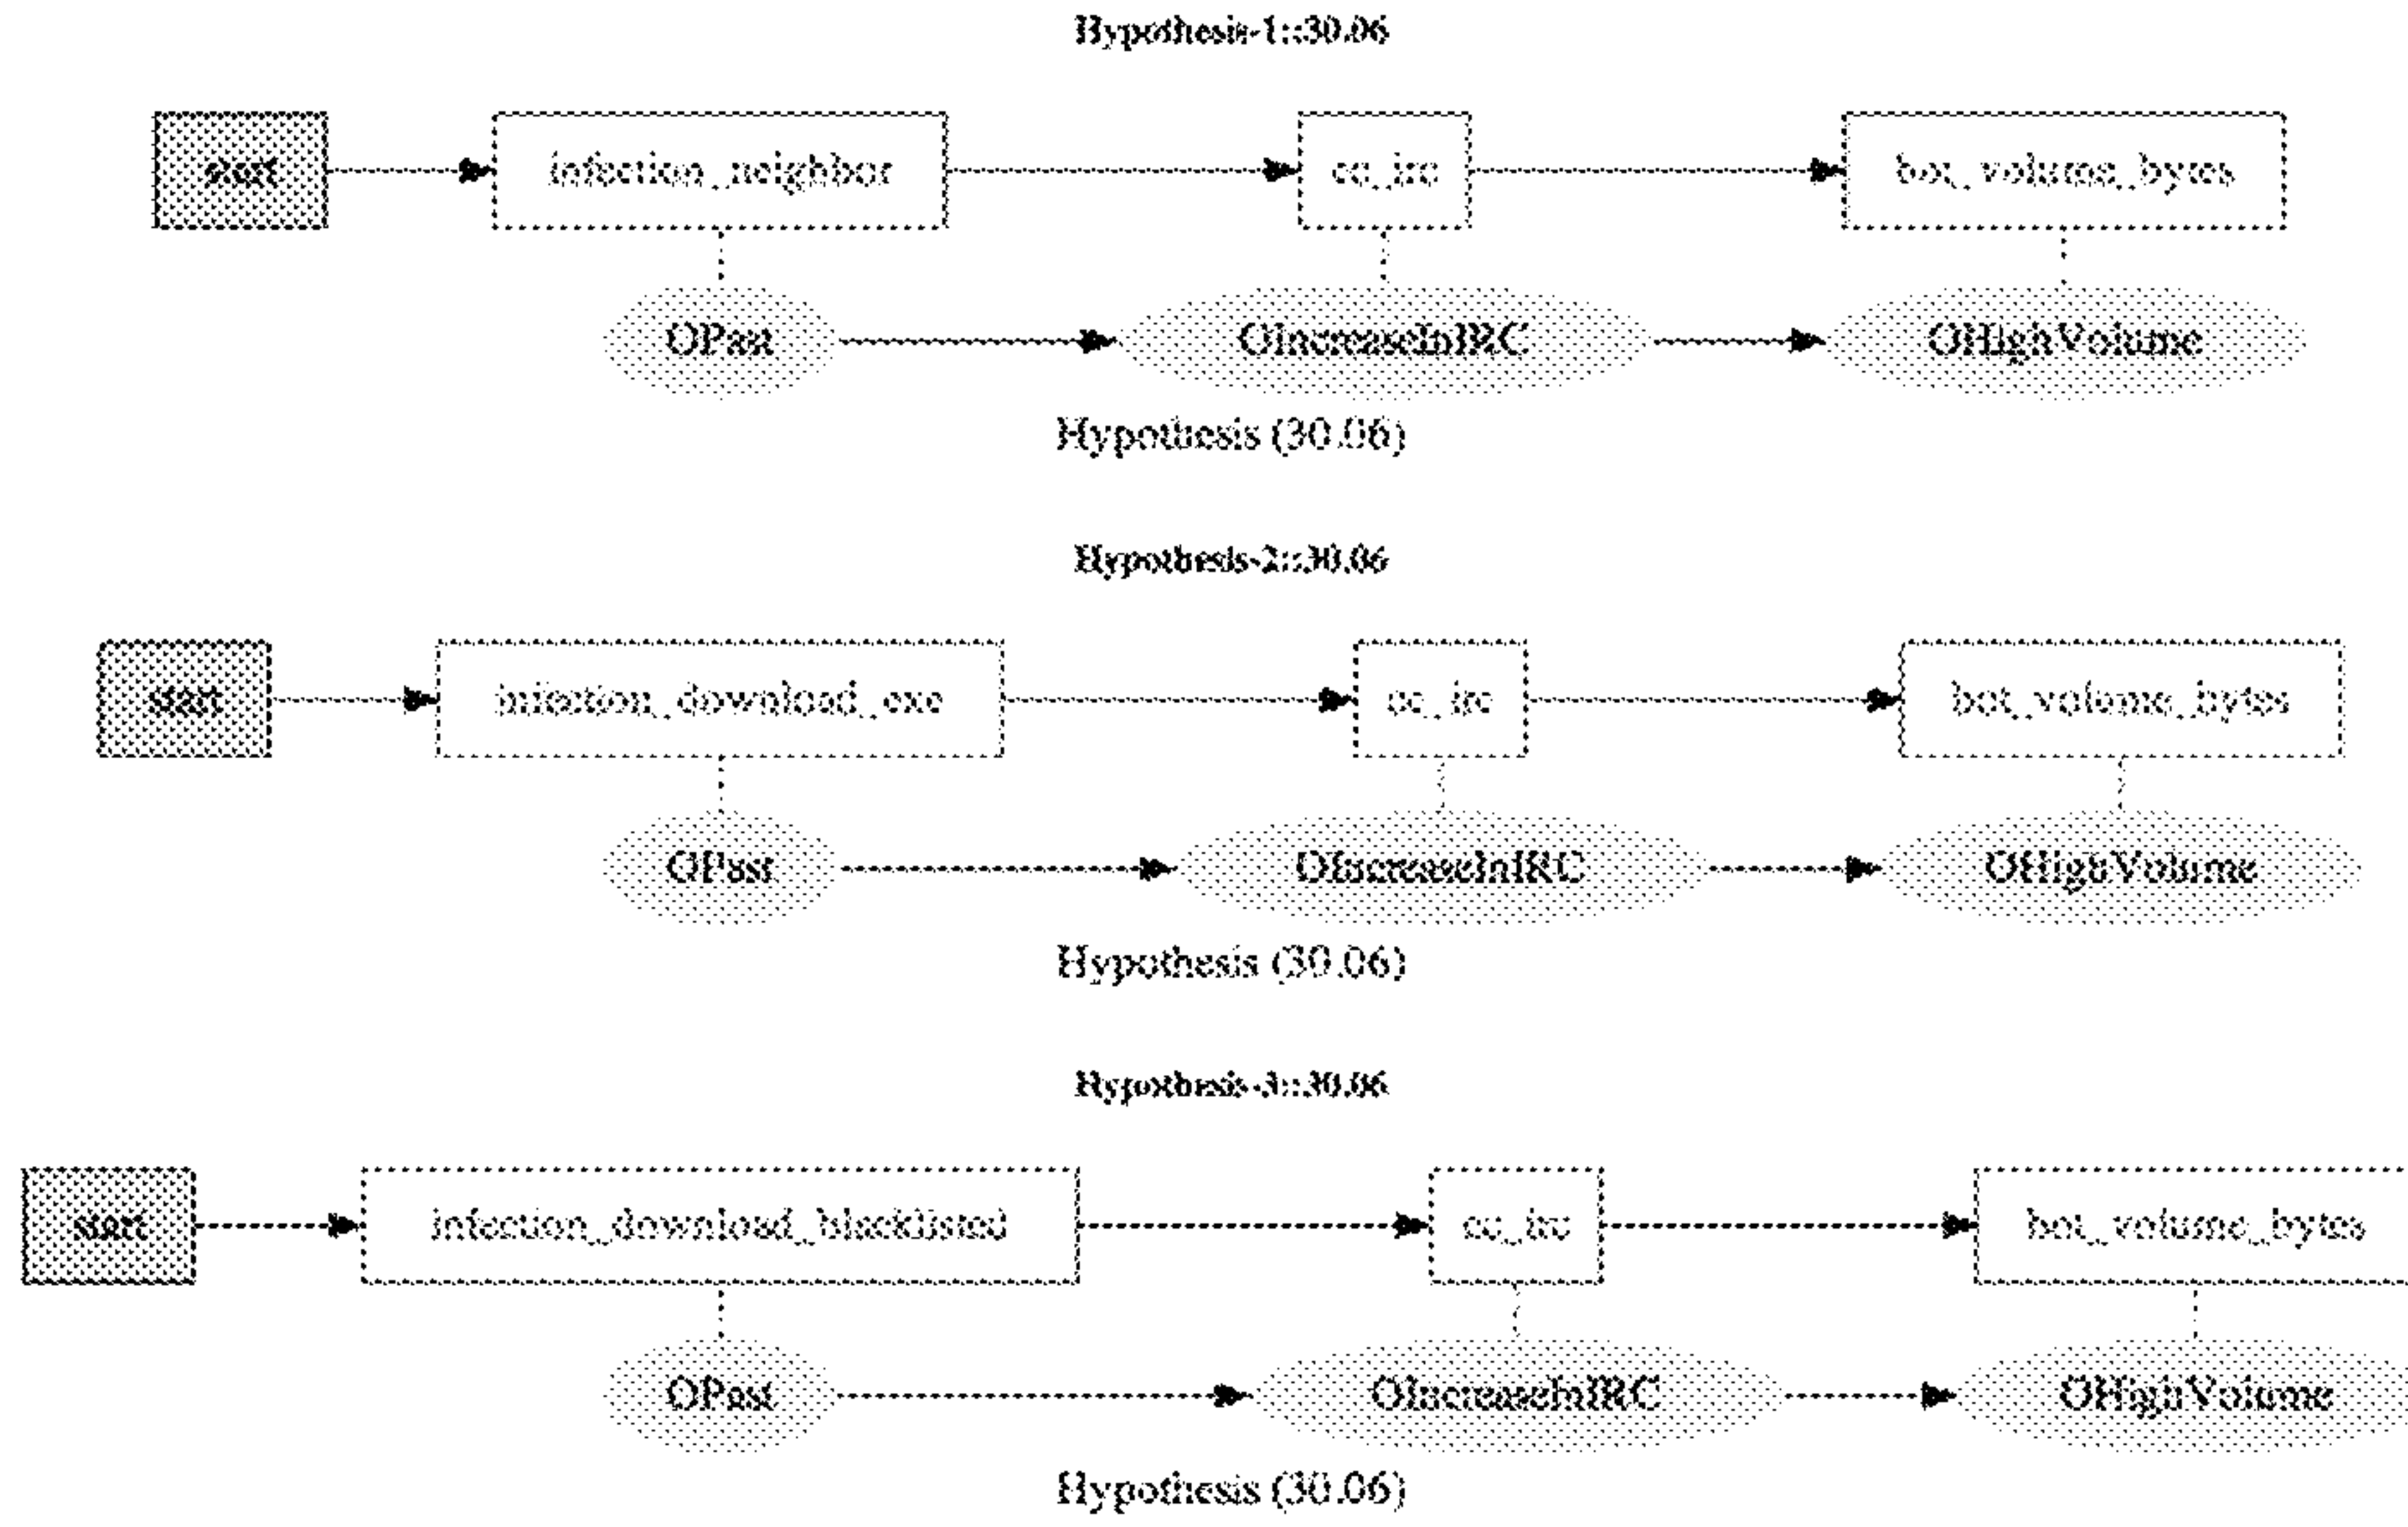 Hypothesis-1::30.06
start infection_neighbor cc_irc bot_volume_bytes
OPast OIncreaseInIRC OHighVolume
Hypothesis (30.06)
Hypothesis-2::30.06
start infection_download_exe cc_irc bot_volume_bytes
OPast OIncreaseInIRC OHighVolume
Hypothesis (30.06)
Hypothesis-3::30.06
start infection_download_blacklisted cc_irc bot_volume_bytes
OPast OIncreaseInIRC OHighVolume
Hypothesis (30.06)